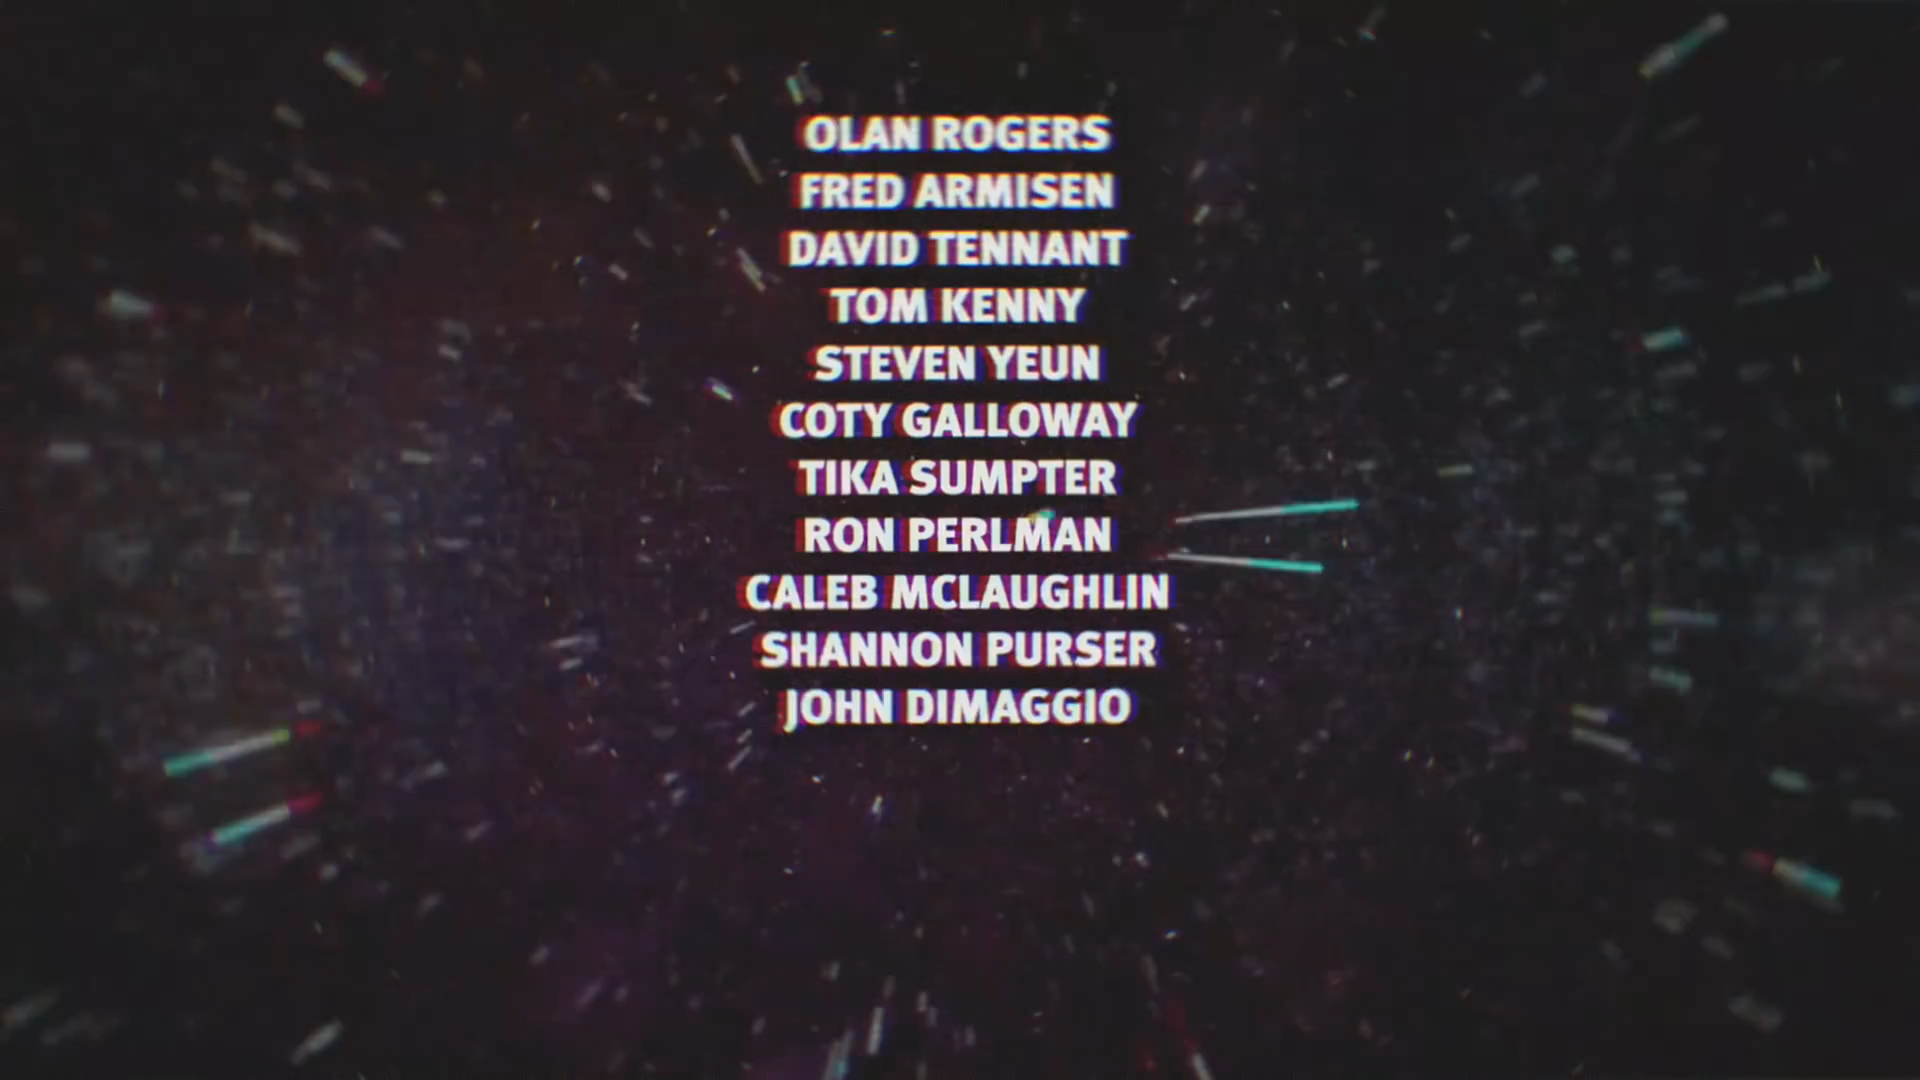 OLAN ROGERS
FRED ARMISEN
DAVID TENNANT
TOM KENNY
STEVEN YEUN
COTY GALLOWAY
TIKA SUMPTER
RON PERLMAN
CALEB MCLAUGHLIN
SHANNON PURSER
JOHN DIMAGGIO